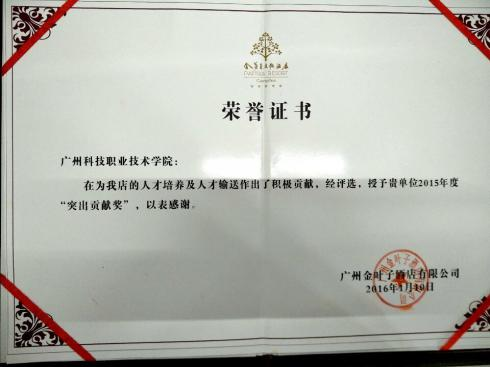 荣誉证书
广州科技职业技术学院：
在为我店的人才培养及人才输送作出了积极贡献，经评选，授予贵单位2015年度
“突出贡献奖”，以表感谢。
广州金叶子酒店有限公司
2016年1月10日